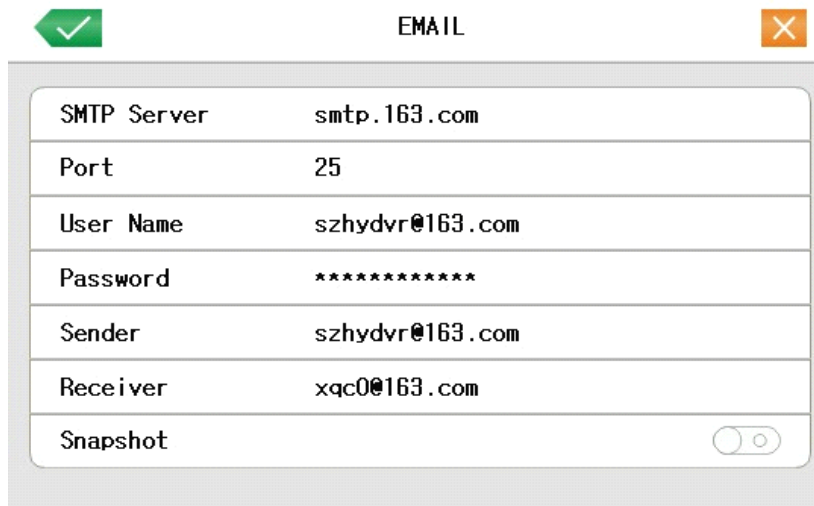 EMAIL
SMTP Server smtp.163.com
Port 25
User Name szhydvr@163.com
Password ************
Sender szhydvr@163.com
Receiver xqc0@163.com
Snapshot